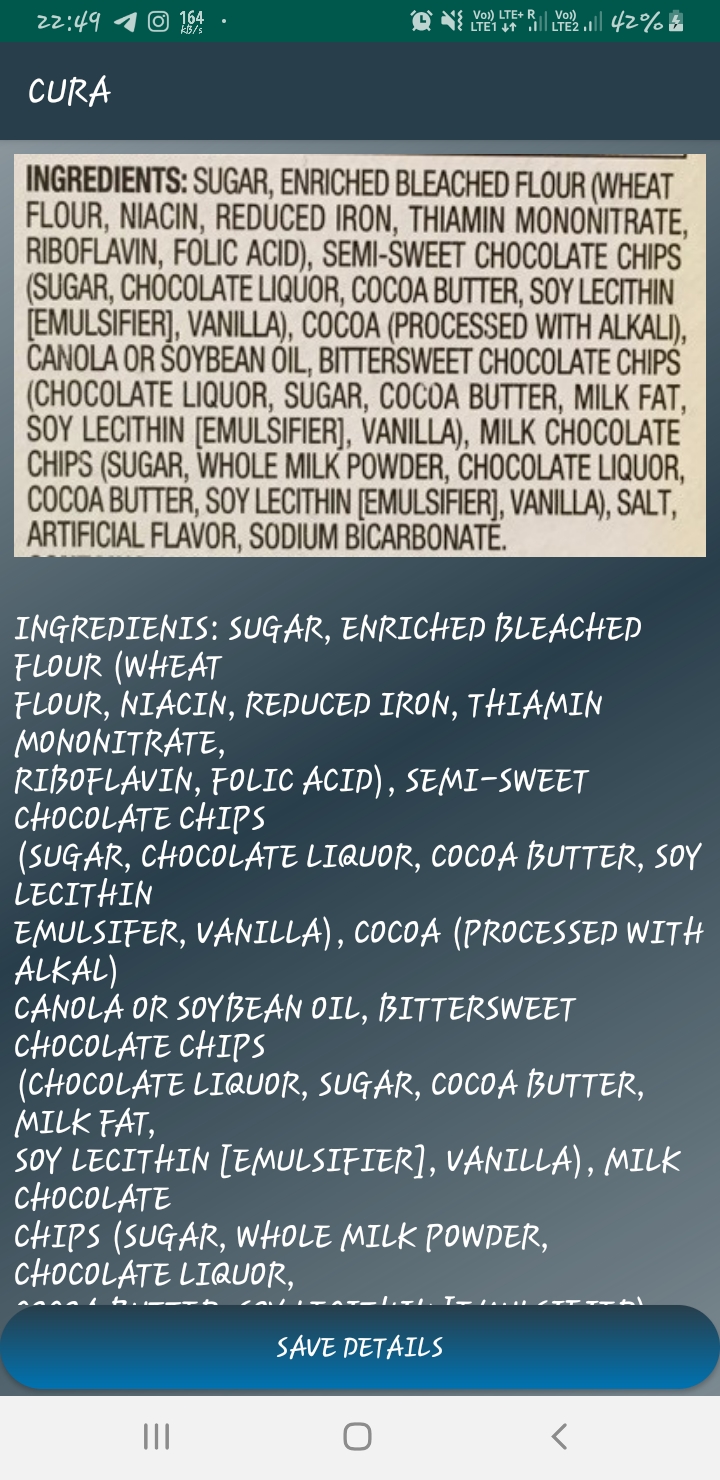 22:49 164 KB/s Vo)) LTE+ R LTE1 Vo)) LTE2 42%
CURA
INGREDIENTS: SUGAR, ENRICHED BLEACHED FLOUR (WHEAT
FLOUR, NIACIN, REDUCED IRON, THIAMIN MONONITRATE,
RIBOFLAVIN, FOLIC ACID), SEMI-SWEET CHOCOLATE CHIPS
(SUGAR, CHOCOLATE LIQUOR, COCOA BUTTER, SOY LECITHIN
[EMULSIFIER], VANILLA), COCOA (PROCESSED WITH ALKALI),
CANOLA OR SOYBEAN OIL, BITTERSWEET CHOCOLATE CHIPS
(CHOCOLATE LIQUOR, SUGAR, COCOA BUTTER, MILK FAT,
SOY LECITHIN [EMULSIFIER], VANILLA), MILK CHOCOLATE
CHIPS (SUGAR, WHOLE MILK POWDER, CHOCOLATE LIQUOR,
COCOA BUTTER, SOY LECITHIN [EMULSIFIER], VANILLA), SALT,
ARTIFICIAL FLAVOR, SODIUM BICARBONATE.
INGREDIENIS: SUGAR, ENRICHED BLEACHED
FLOUR (WHEAT
FLOUR, NIACIN, REDUCED IRON, THIAMIN
MONONITRATE,
RIBOFLAVIN, FOLIC ACID), SEMI-SWEET
CHOCOLATE CHIPS
(SUGAR, CHOCOLATE LIQUOR, COCOA BUTTER, SOY
LECITHIN
EMULSIFER, VANILLA), COCOA (PROCESSED WITH
ALKAL)
CANOLA OR SOYBEAN OIL, BITTERSWEET
CHOCOLATE CHIPS
(CHOCOLATE LIQUOR, SUGAR, COCOA BUTTER,
MILK FAT,
SOY LECITHIN [EMULSIFIER], VANILLA), MILK
CHOCOLATE
CHIPS (SUGAR, WHOLE MILK POWDER,
CHOCOLATE LIQUOR,
SAVE DETAILS